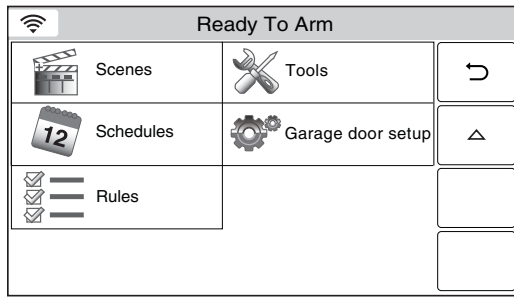 Ready To Arm
Scenes
Tools
12
Schedules
Garage door setup
Rules